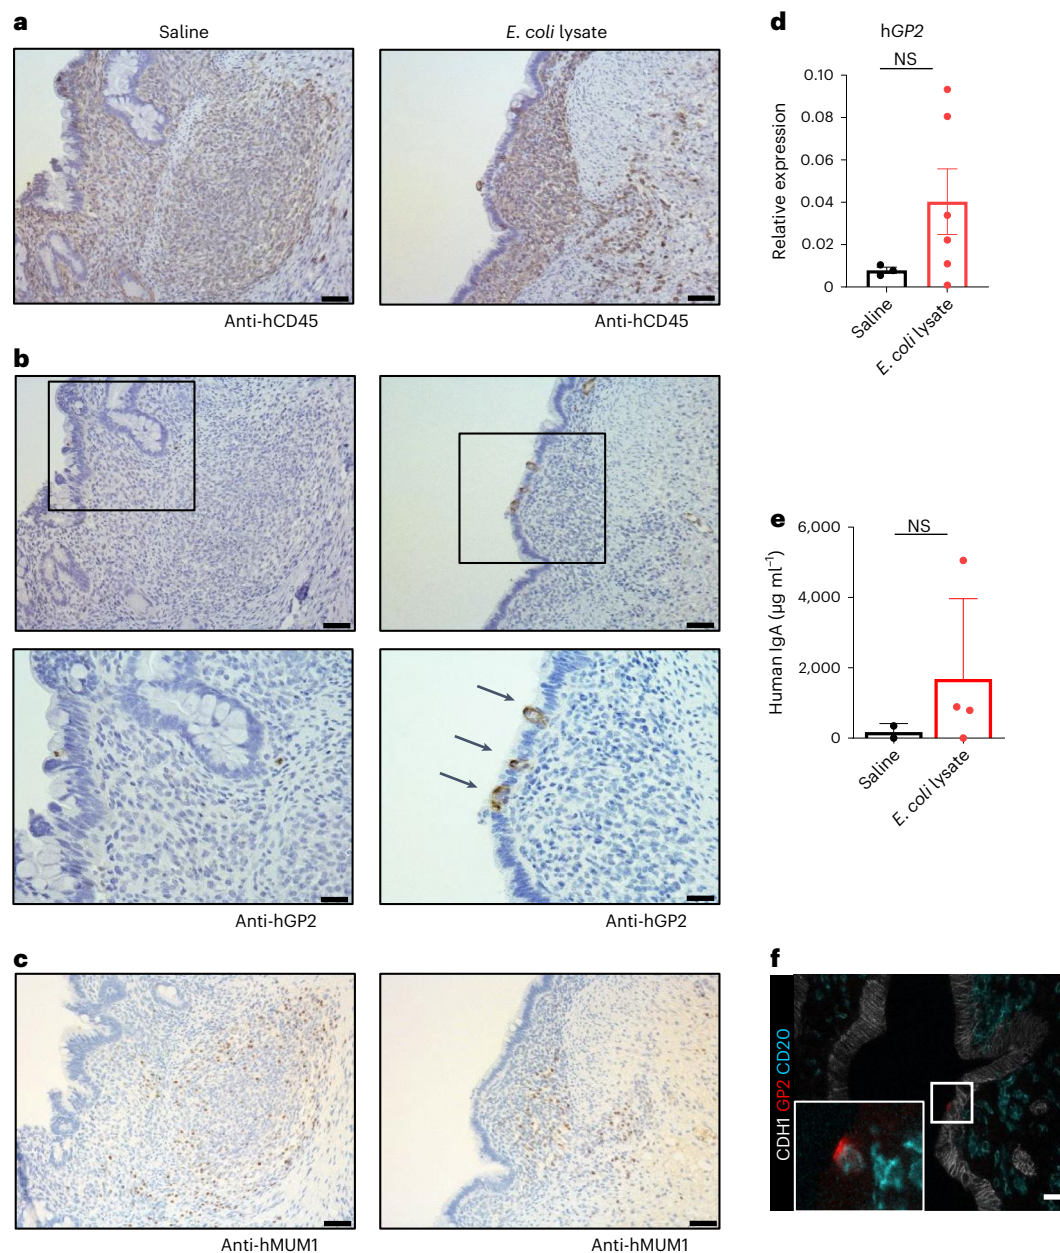 a
Saline
E. coli lysate
Anti-hCD45
Anti-hCD45
b
Anti-hGP2
Anti-hGP2
c
Anti-hMUM1
Anti-hMUM1
d
hGP2
NS
0.10
0.08
0.06
0.04
0.02
0
Relative expression
Saline
E. coli lysate
e
NS
6,000
4,000
2,000
0
Human IgA (µg ml⁻¹)
Saline
E. coli lysate
f
CDH1 GP2 CD20